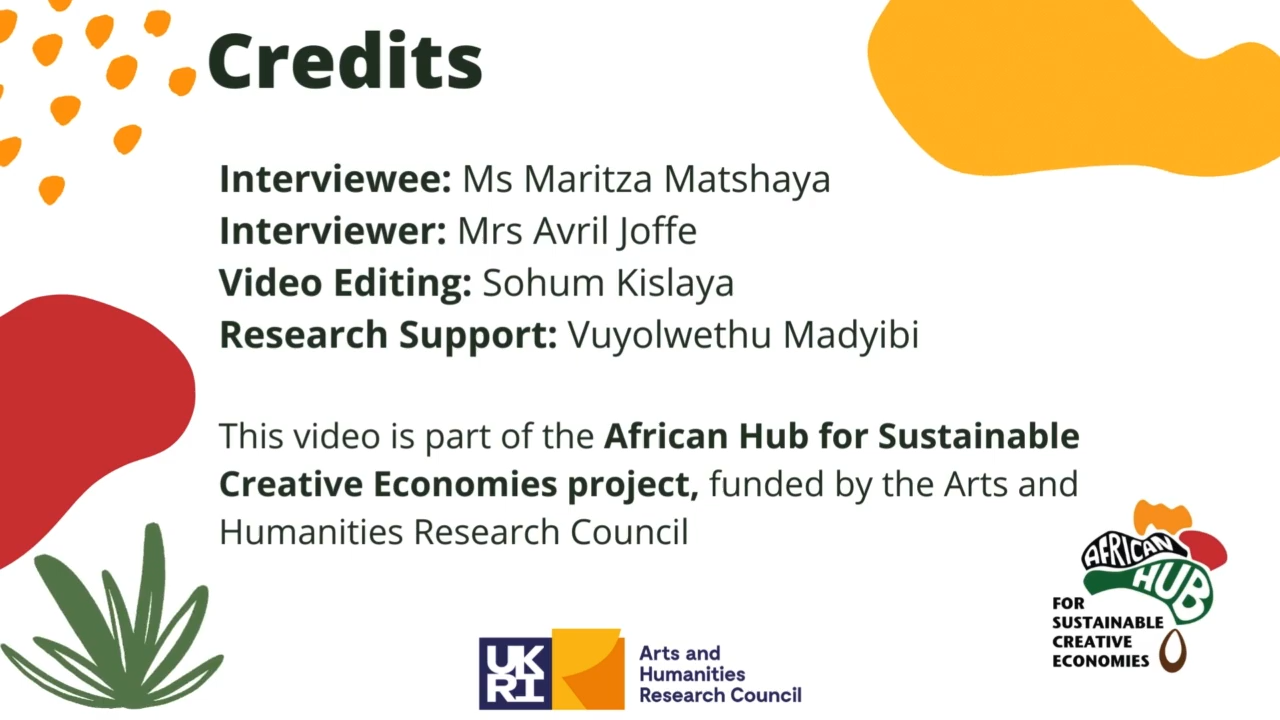 Credits
Interviewee: Ms Maritza Matshaya
Interviewer: Mrs Avril Joffe
Video Editing: Sohum Kislaya
Research Support: Vuyolwethu Madyibi
This video is part of the African Hub for Sustainable
Creative Economies project, funded by the Arts and
Humanities Research Council
AFRICAN
HUB
FOR
SUSTAINABLE
CREATIVE
ECONOMIES
UK
RI
Arts and
Humanities
Research Council